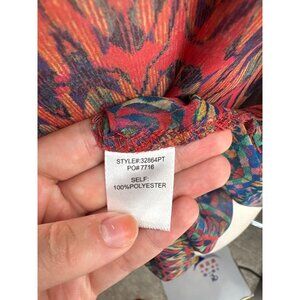 STYLE#:32864PT
PO# 7716
SELF:
100%POLYESTER